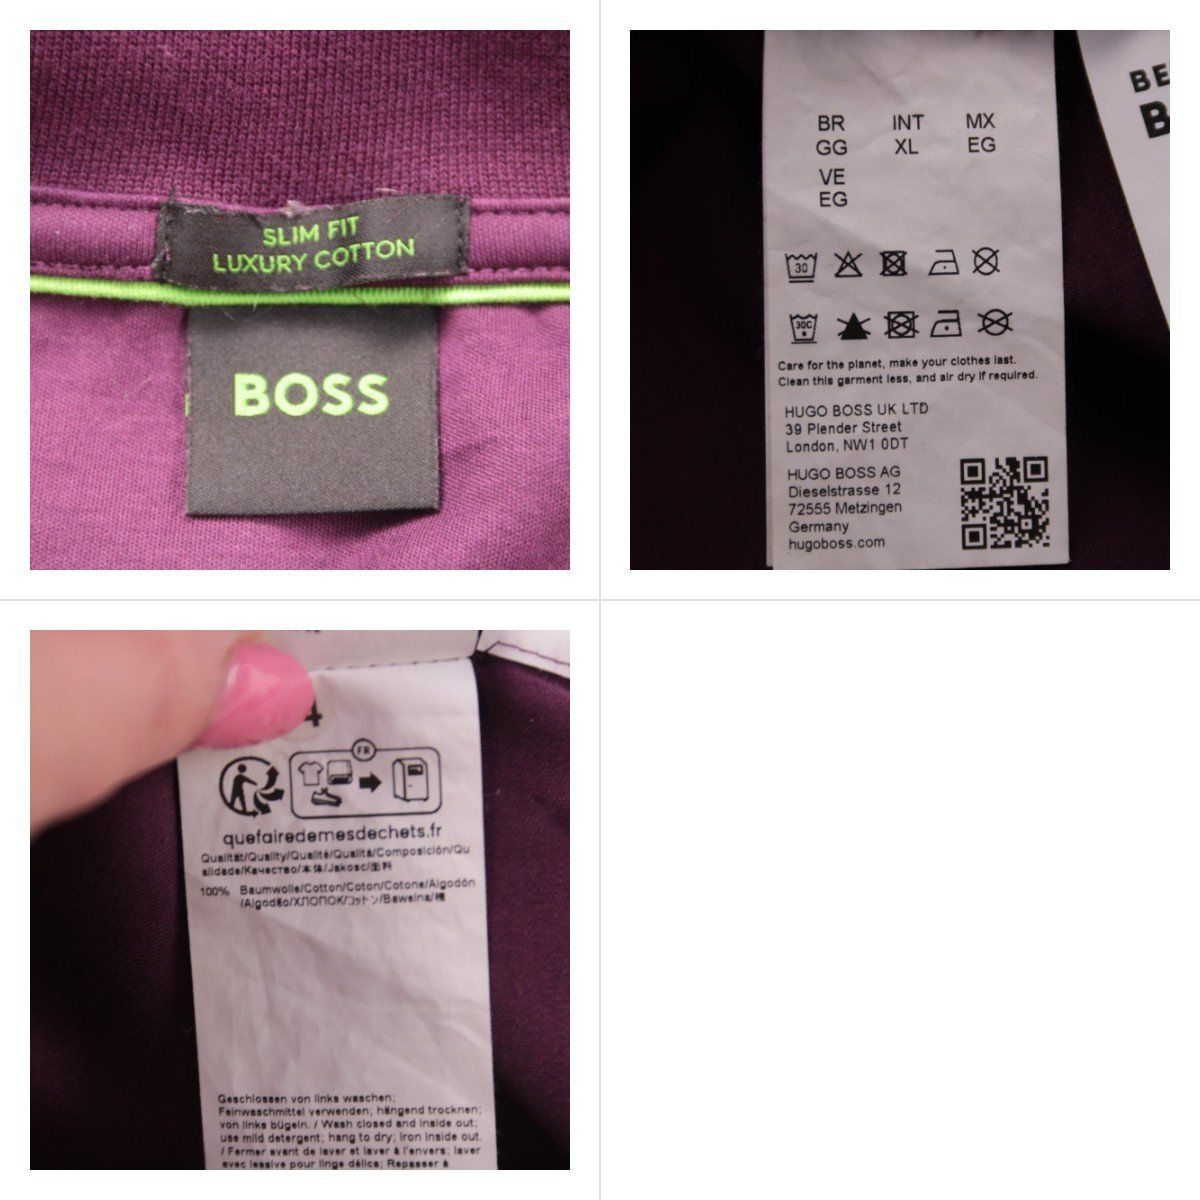 SLIM FIT
LUXURY COTTON
BOSS
BR INT MX
GG XL EG
VE
EG
30
30C
Care for the planet, make your clothes last.
Clean this garment less, and air dry if required.
HUGO BOSS UK LTD
39 Plender Street
London, NW1 0DT
HUGO BOSS AG
Dieselstrasse 12
72555 Metzingen
Germany
hugoboss.com
BE
B
4
FR
quefairedemesdechets.fr
Qualität/Quality/Qualité/Qualità/Composición/Qu
alidade/Качество/本体/Jakosc/面料
100% Baumwolle/Cotton/Coton/Cotone/Algodón
/Algodão/ХЛОПОК/コットン/Bawelna/棉
Geschlossen von links waschen;
Feinwaschmittel verwenden; hängend trocknen;
von links bügeln. / Wash closed and inside out;
use mild detergent; hang to dry; iron inside out.
/ Fermer avant de laver et laver à l'envers; laver
avec lessive pour linge délica; Repasser à